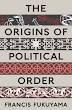 THE
ORIGINS OF
POLITICAL
ORDER
FRANCIS FUKUYAMA